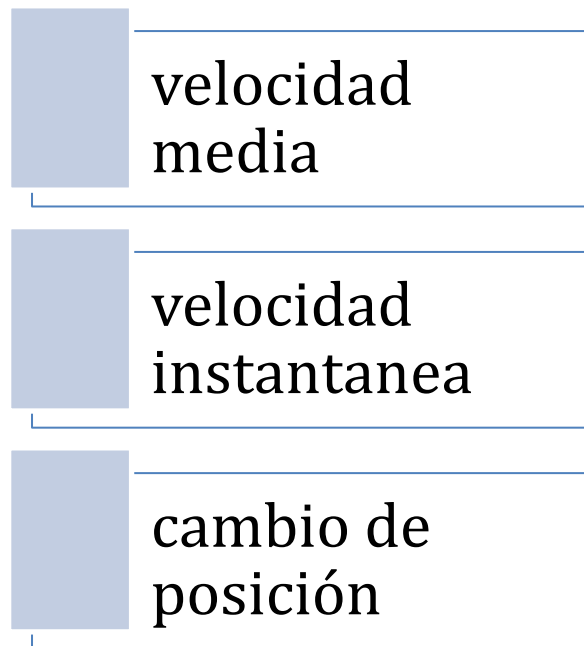 velocidad
media
velocidad
instantanea
cambio de
posición